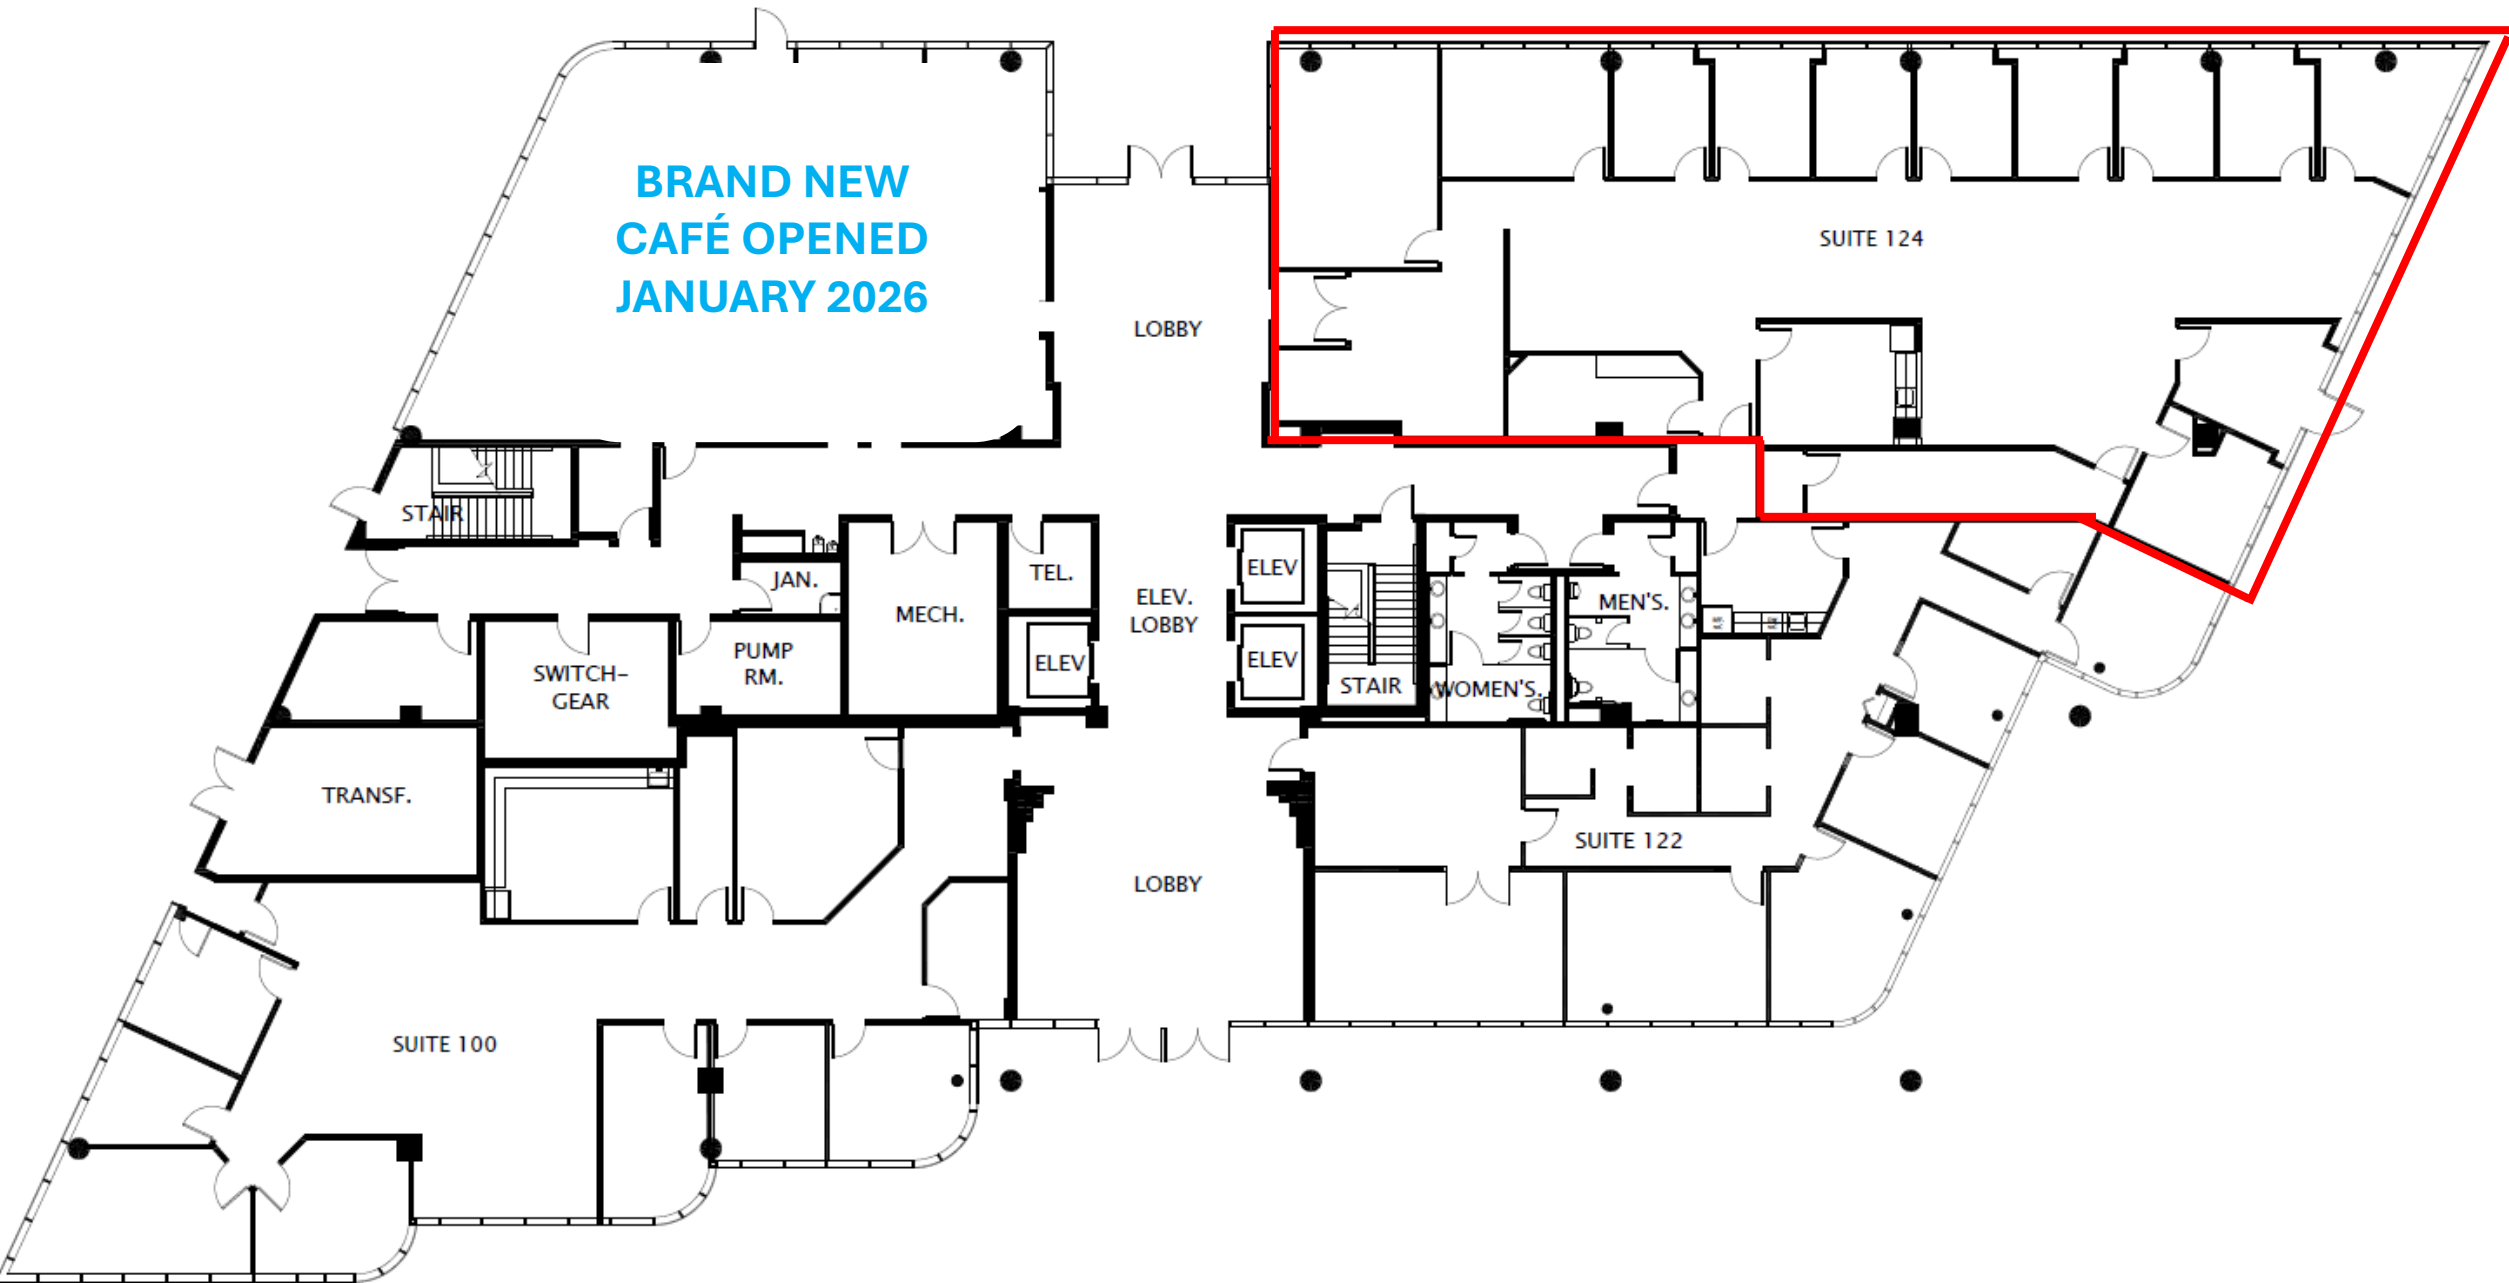 BRAND NEW
CAFÉ OPENED
JANUARY 2026
SUITE 124
LOBBY
STAIR
JAN.
TEL.
MECH.
ELEV.
LOBBY
ELEV
ELEV
ELEV
MEN'S.
WOMEN'S.
STAIR
PUMP
RM.
SWITCH-
GEAR
TRANSF.
SUITE 122
LOBBY
SUITE 100